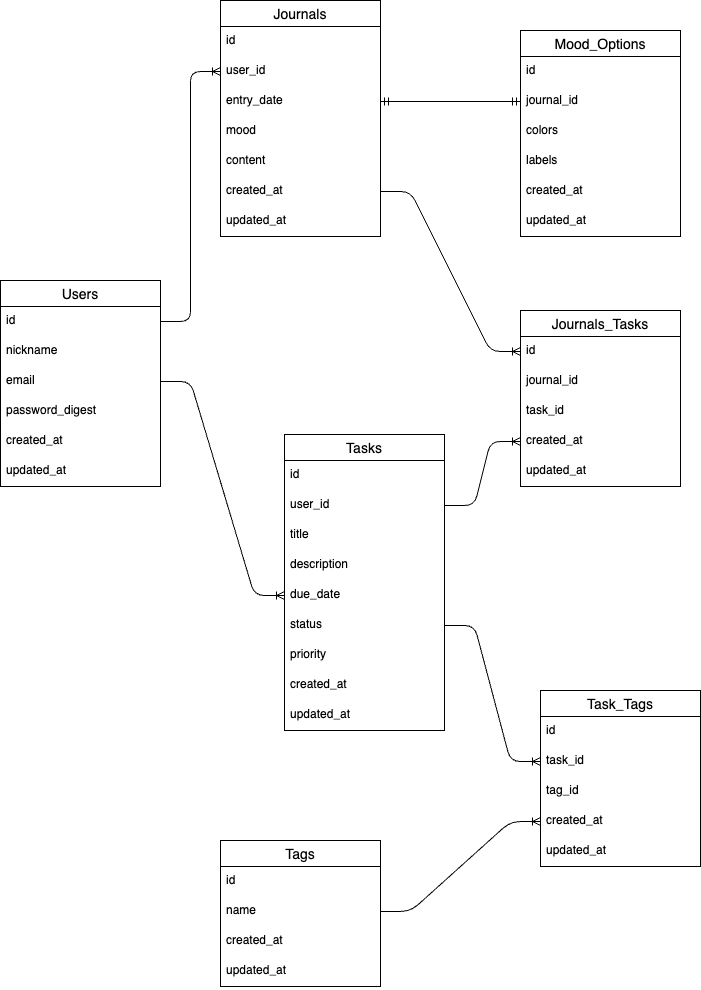 Journals
id
user_id
entry_date
mood
content
created_at
updated_at
Mood_Options
id
journal_id
colors
labels
created_at
updated_at
Users
id
nickname
email
password_digest
created_at
updated_at
Journals_Tasks
id
journal_id
task_id
created_at
updated_at
Tasks
id
user_id
title
description
due_date
status
priority
created_at
updated_at
Task_Tags
id
task_id
tag_id
created_at
updated_at
Tags
id
name
created_at
updated_at